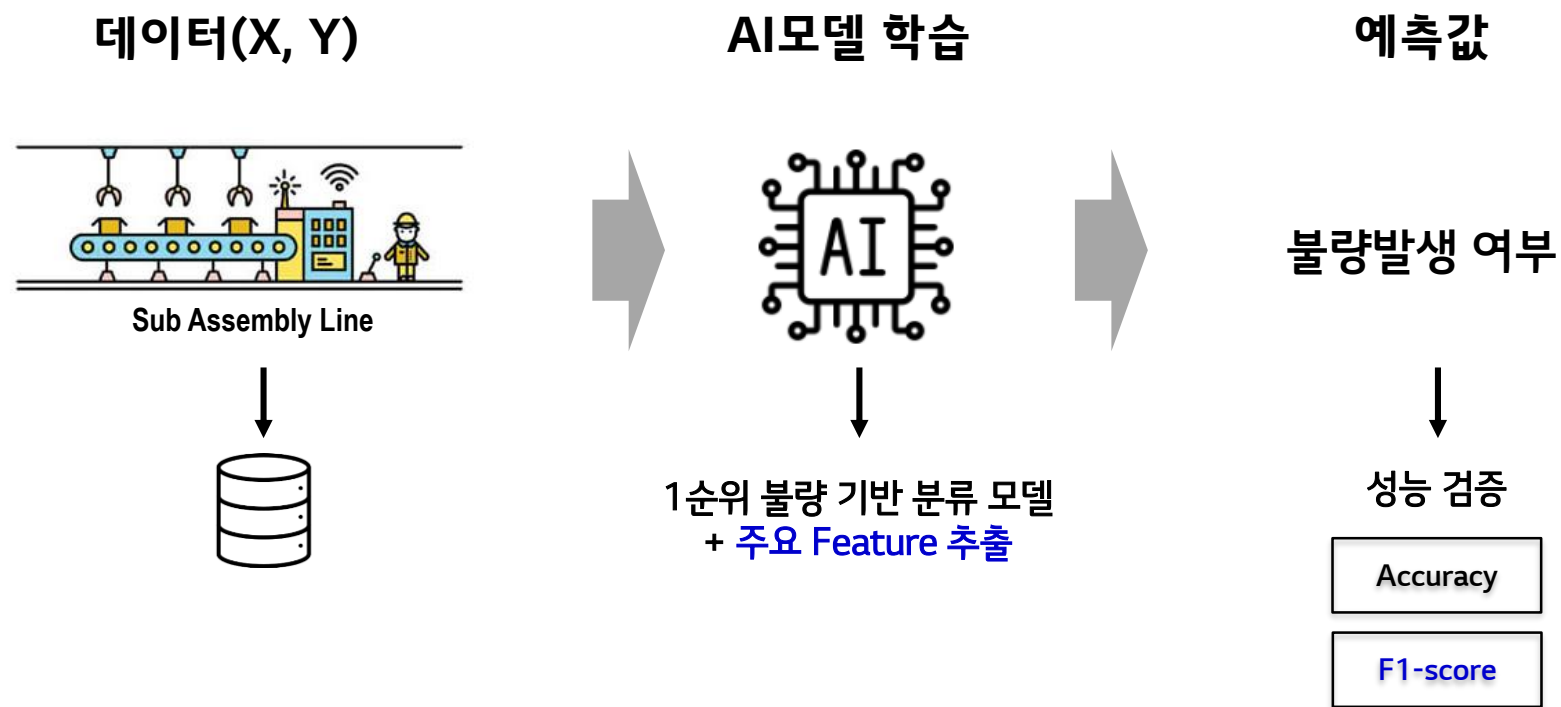 데이터(X, Y)
AI모델 학습
예측값
Sub Assembly Line
AI
불량발생 여부
1순위 불량 기반 분류 모델
+ 주요 Feature 추출
성능 검증
Accuracy
F1-score